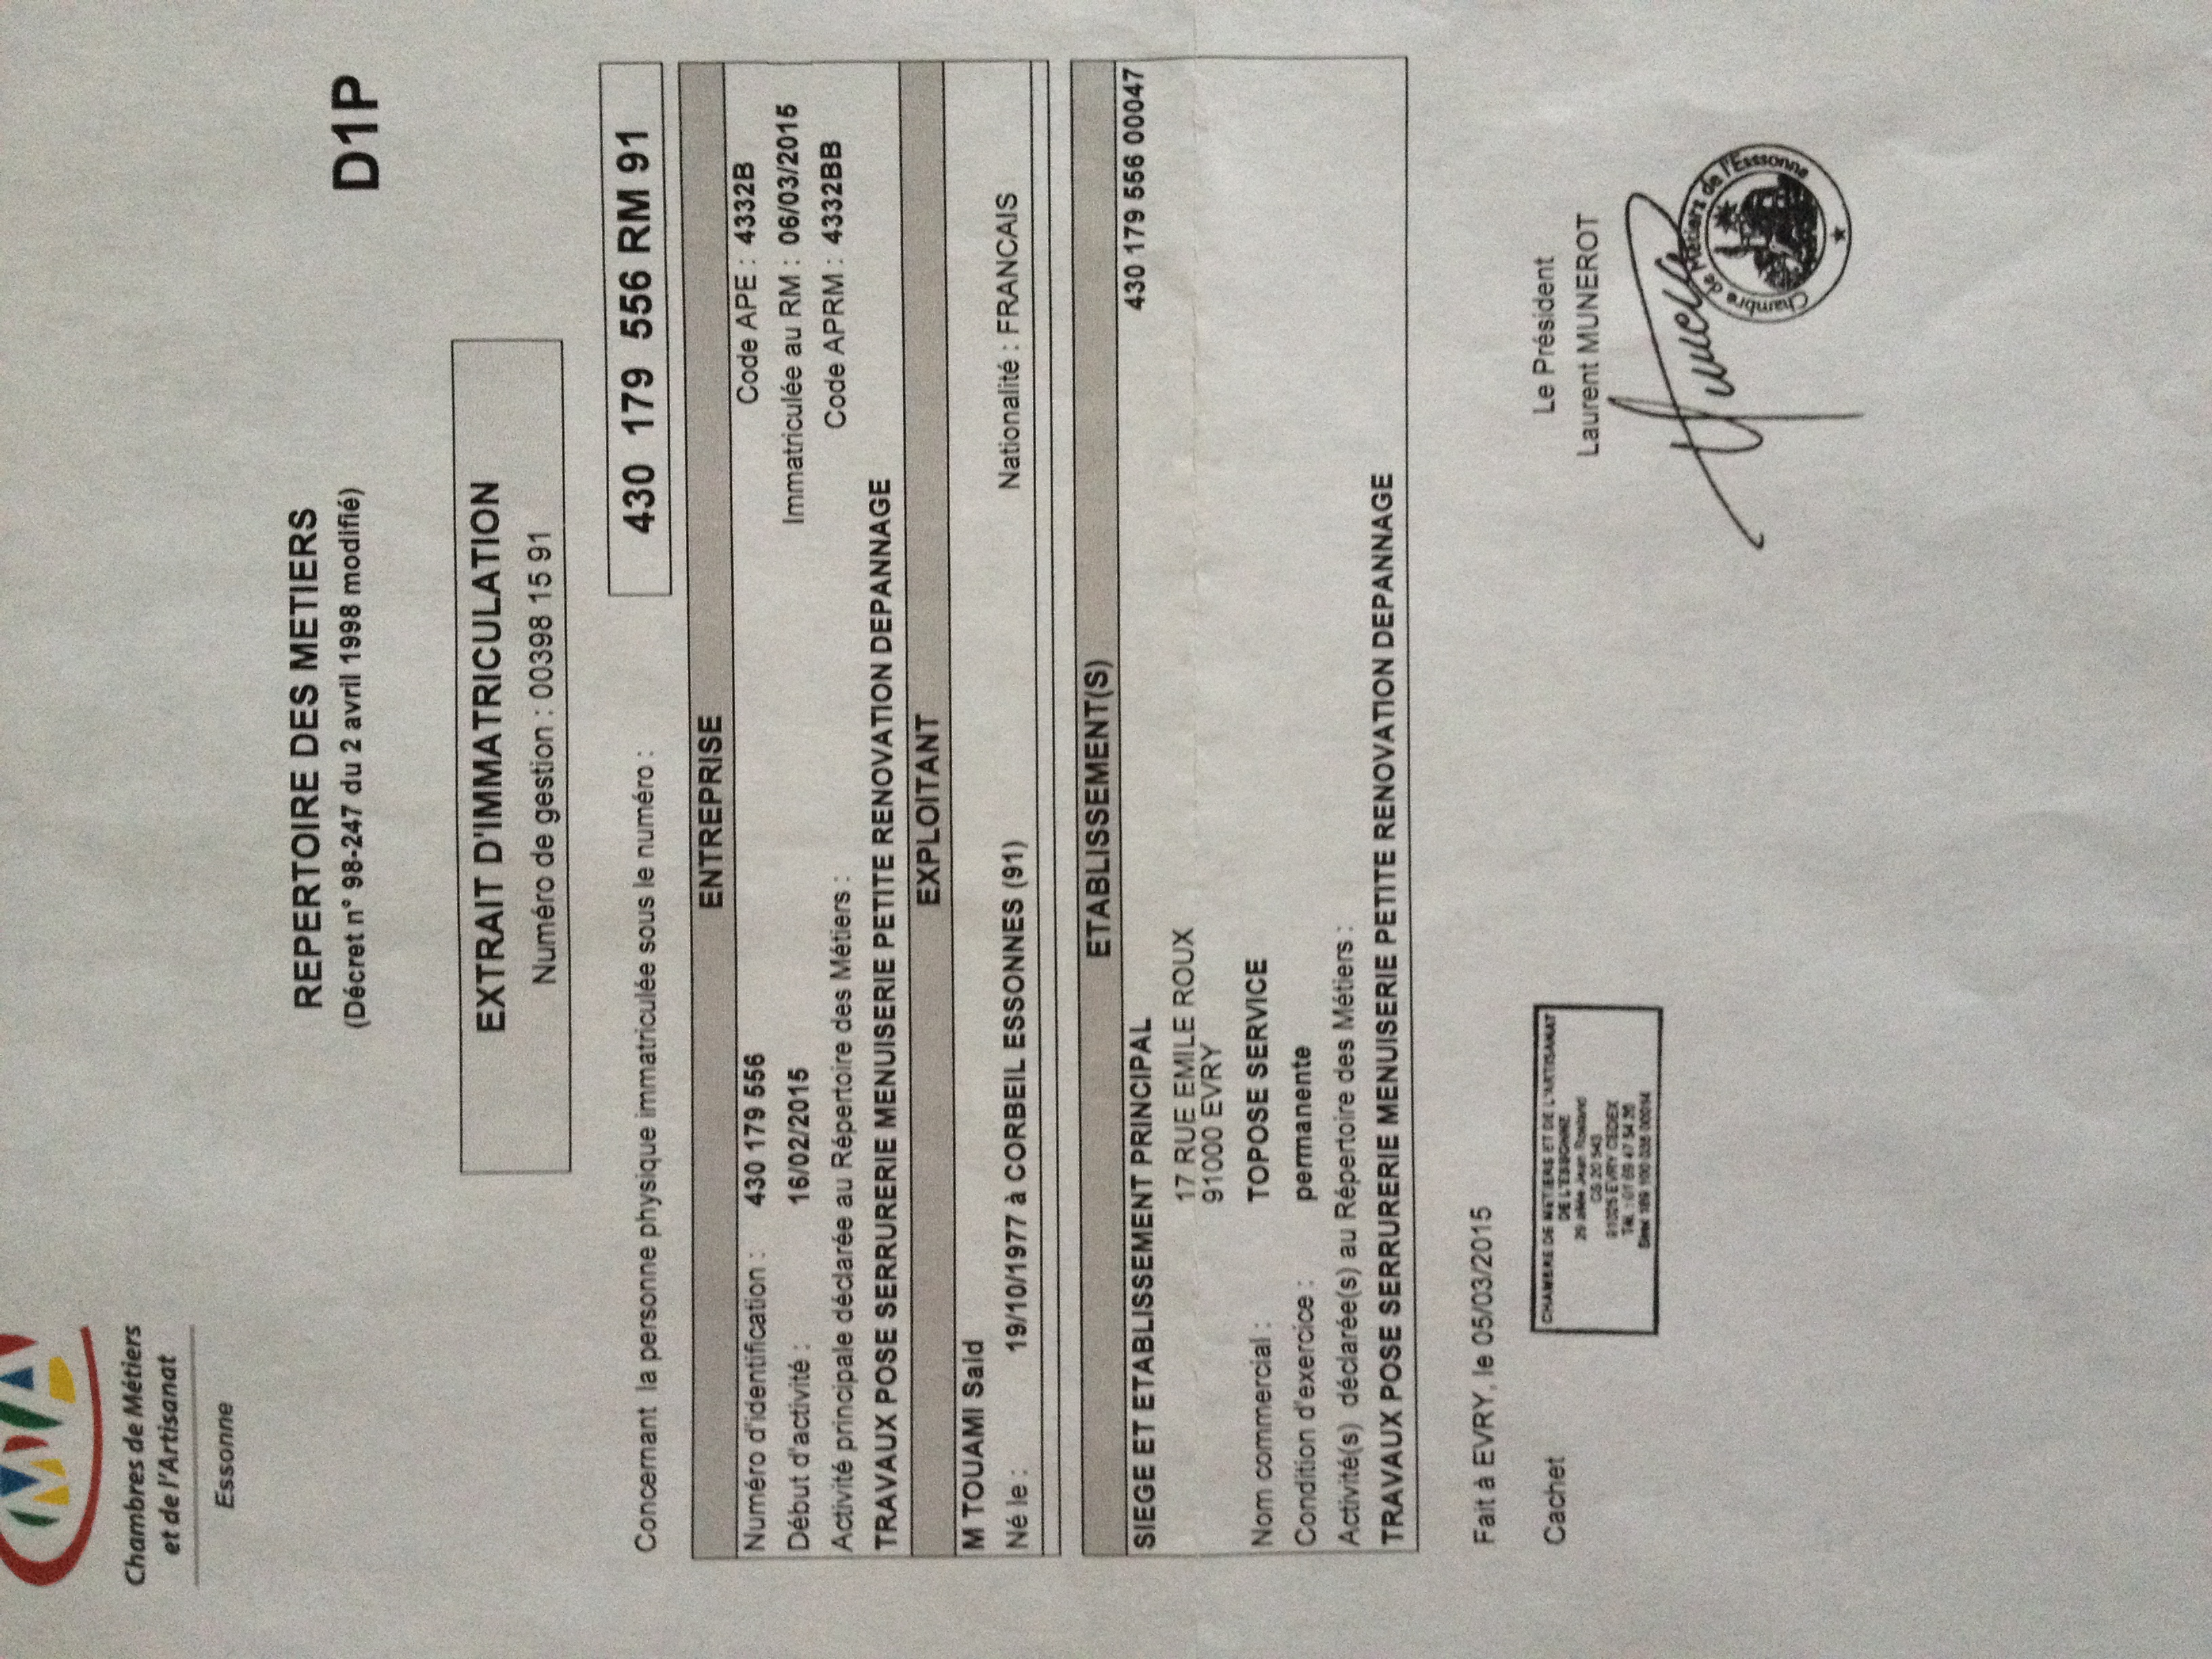 CMA
Chambres de Métiers
et de l'Artisanat
Essonne
REPERTOIRE DES METIERS
(Décret n° 98-247 du 2 avril 1998 modifié)
D1P
EXTRAIT D'IMMATRICULATION
Numéro de gestion : 00398 15 91
Concernant la personne physique immatriculée sous le numéro :
430 179 556 RM 91
ENTREPRISE
Numéro d'identification : 430 179 556 Code APE : 4332B
Début d'activité : 16/02/2015 Immatriculée au RM : 06/03/2015
Activité principale déclarée au Répertoire des Métiers : Code APRM : 4332BB
TRAVAUX POSE SERRURERIE MENUISERIE PETITE RENOVATION DEPANNAGE
EXPLOITANT
M TOUAMI Said
Né le : 19/10/1977 à CORBEIL ESSONNES (91) Nationalité : FRANCAIS
ETABLISSEMENT(S)
SIEGE ET ETABLISSEMENT PRINCIPAL 430 179 556 00047
17 RUE EMILE ROUX
91000 EVRY
Nom commercial : TOPOSE SERVICE
Condition d'exercice : permanente
Activité(s) déclarée(s) au Répertoire des Métiers :
TRAVAUX POSE SERRURERIE MENUISERIE PETITE RENOVATION DEPANNAGE
Fait à EVRY, le 05/03/2015
Cachet
CHAMBRE DE METIERS ET DE L'ARTISANAT
DE L'ESSONNE
29 allée Jean Rostand
CS 20 543
91025 EVRY CEDEX
Tél. : 01 69 47 54 20
Siret
Le Président
Laurent MUNEROT
Chambre de Métiers de l'Essonne